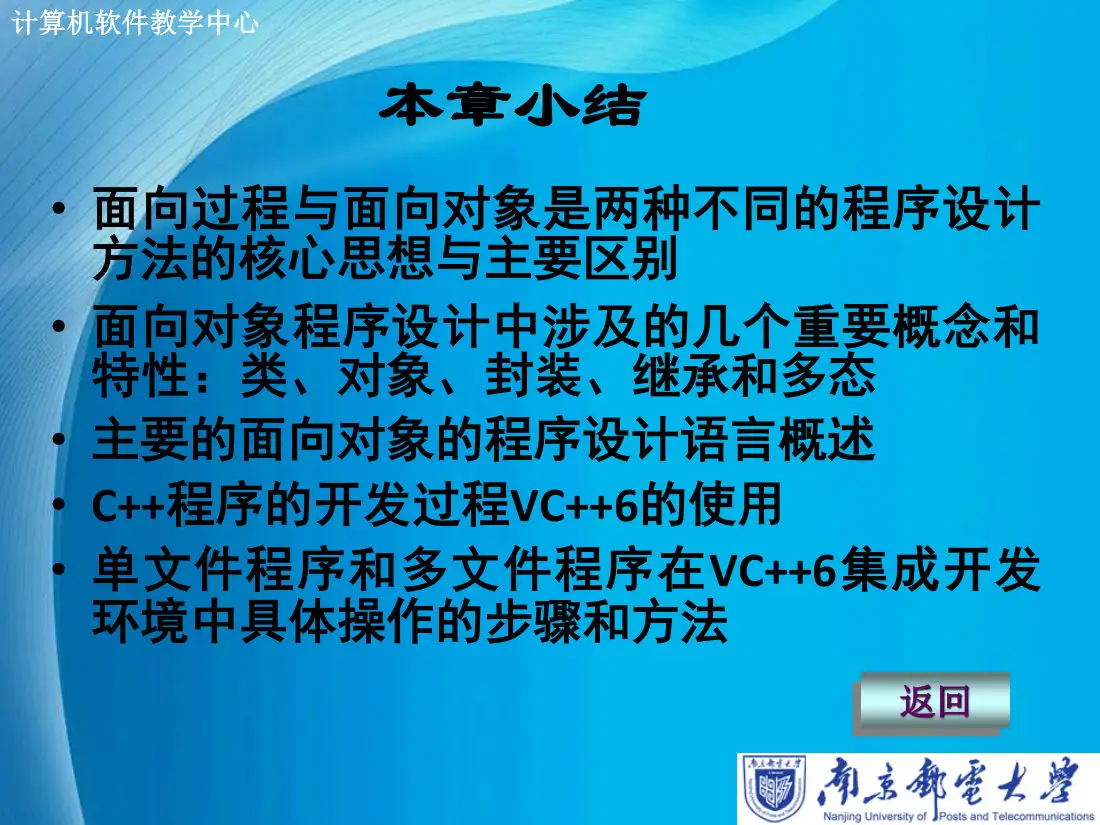 计算机软件教学中心
本章小结
• 面向过程与面向对象是两种不同的程序设计
方法的核心思想与主要区别
• 面向对象程序设计中涉及的几个重要概念和
特性：类、对象、封装、继承和多态
• 主要的面向对象的程序设计语言概述
• C++程序的开发过程VC++6的使用
• 单文件程序和多文件程序在VC++6集成开发
环境中具体操作的步骤和方法
返回
南京郵電大學
Nanjing University of Posts and Telecommunications